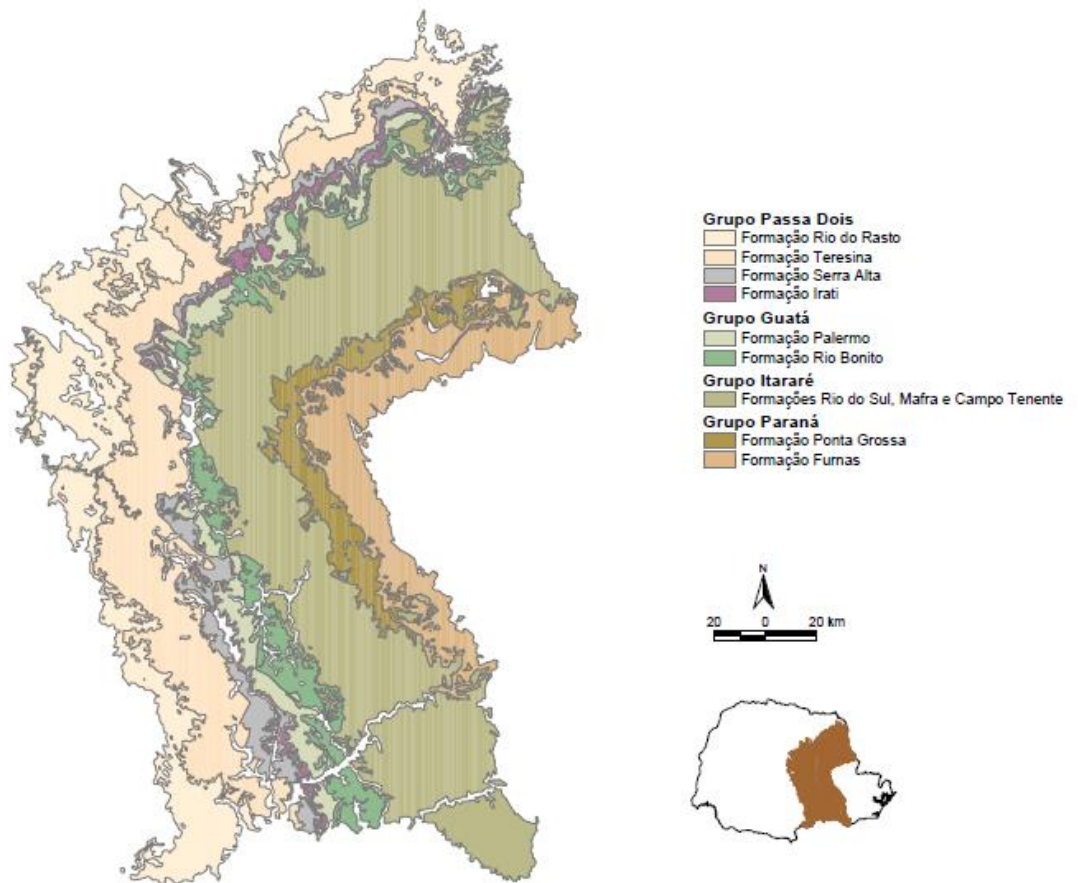 Grupo Passa Dois
Formação Rio do Rasto
Formação Teresina
Formação Serra Alta
Formação Irati
Grupo Guatá
Formação Palermo
Formação Rio Bonito
Grupo Itararé
Formações Rio do Sul, Mafra e Campo Tenente
Grupo Paraná
Formação Ponta Grossa
Formação Furnas
N
20 0 20 km